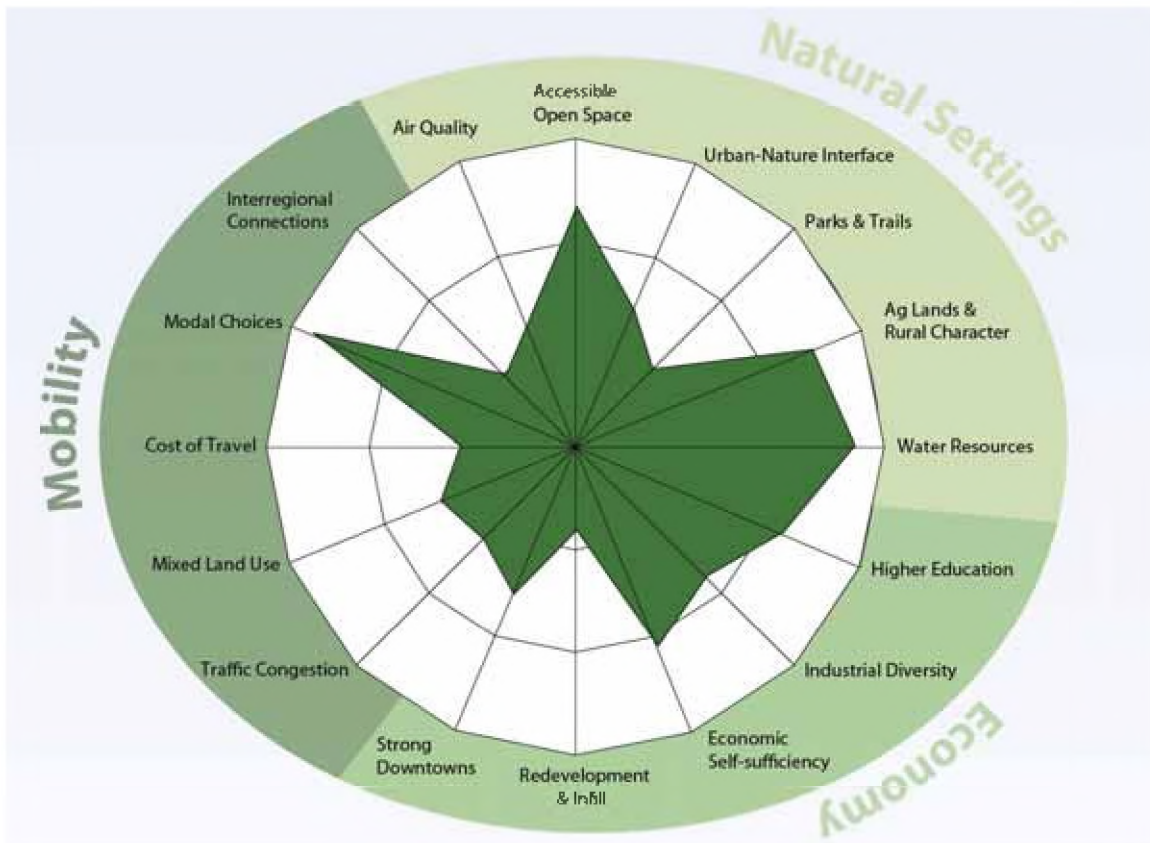 Natural Settings
Accessible
Open Space
Air Quality
Urban-Nature Interface
Interregional
Connections
Parks & Trails
Modal Choices
Ag Lands &
Rural Character
Mobility
Cost of Travel
Water Resources
Mixed Land Use
Higher Education
Traffic Congestion
Industrial Diversity
Strong
Downtowns
Economic
Self-sufficiency
Redevelopment
& Infill
Economy